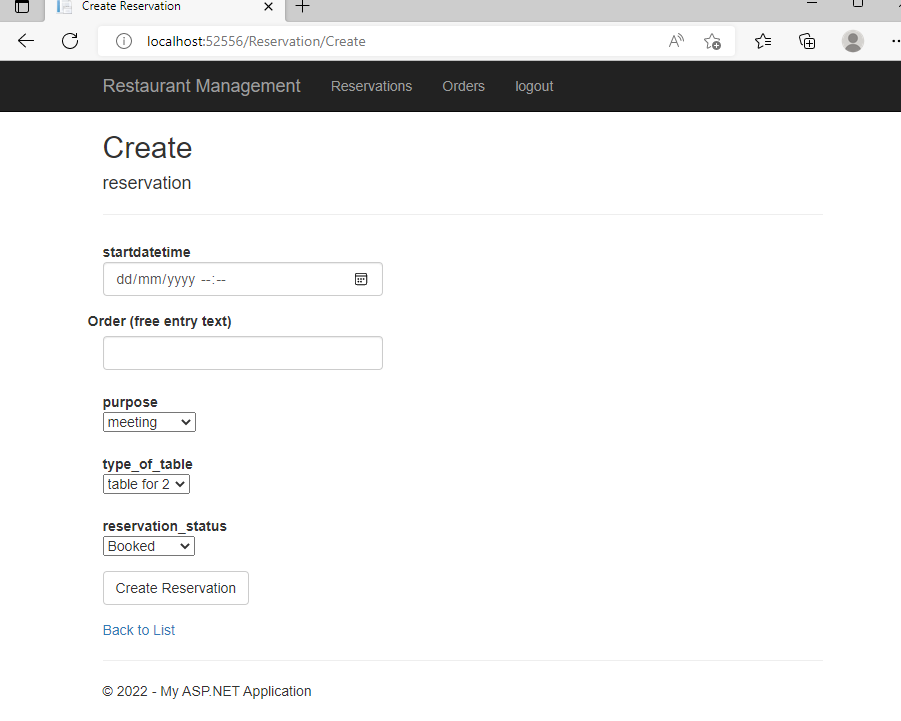 Create Reservation
localhost:52556/Reservation/Create
Restaurant Management Reservations Orders logout
Create
reservation
startdatetime
dd/mm/yyyy --:--
Order (free entry text)
purpose
meeting
type_of_table
table for 2
reservation_status
Booked
Create Reservation
Back to List
© 2022 - My ASP.NET Application